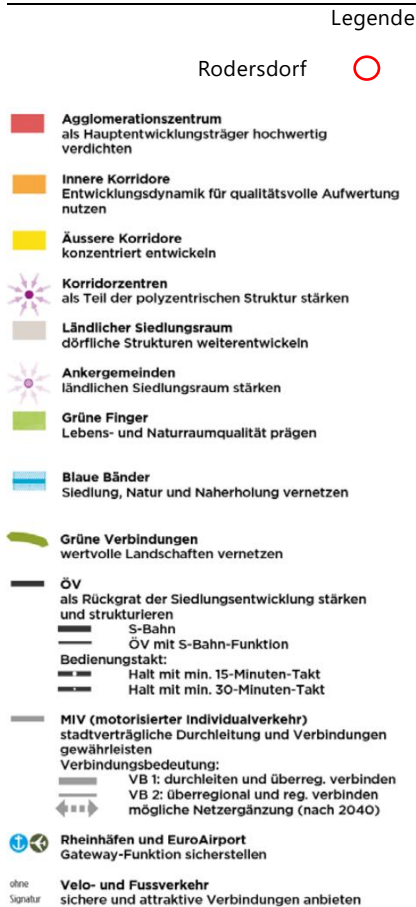 Legende
Rodersdorf
Agglomerationszentrum
als Hauptentwicklungsträger hochwertig
verdichten
Innere Korridore
Entwicklungsdynamik für qualitätsvolle Aufwertung
nutzen
Äussere Korridore
konzentriert entwickeln
Korridorzentren
als Teil der polyzentrischen Struktur stärken
Ländlicher Siedlungsraum
dörfliche Strukturen weiterentwickeln
Ankergemeinden
ländlichen Siedlungsraum stärken
Grüne Finger
Lebens- und Naturraumqualität prägen
Blaue Bänder
Siedlung, Natur und Naherholung vernetzen
Grüne Verbindungen
wertvolle Landschaften vernetzen
ÖV
als Rückgrat der Siedlungsentwicklung stärken
und strukturieren
S-Bahn
ÖV mit S-Bahn-Funktion
Bedienungstakt:
Halt mit min. 15-Minuten-Takt
Halt mit min. 30-Minuten-Takt
MIV (motorisierter Individualverkehr)
stadtverträgliche Durchleitung und Verbindungen
gewährleisten
Verbindungsbedeutung:
VB 1: durchleiten und überreg. verbinden
VB 2: überregional und reg. verbinden
mögliche Netzergänzung (nach 2040)
Rheinhäfen und EuroAirport
Gateway-Funktion sicherstellen
ohne Signatur
Velo- und Fussverkehr
sichere und attraktive Verbindungen anbieten